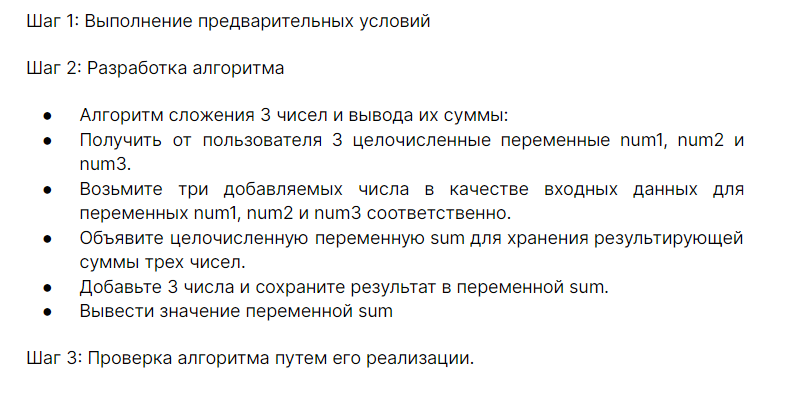 Шаг 1: Выполнение предварительных условий
Шаг 2: Разработка алгоритма
● Алгоритм сложения 3 чисел и вывода их суммы:
● Получить от пользователя 3 целочисленные переменные num1, num2 и
num3.
● Возьмите три добавляемых числа в качестве входных данных для
переменных num1, num2 и num3 соответственно.
● Объявите целочисленную переменную sum для хранения результирующей
суммы трех чисел.
● Добавьте 3 числа и сохраните результат в переменной sum.
● Вывести значение переменной sum
Шаг 3: Проверка алгоритма путем его реализации.